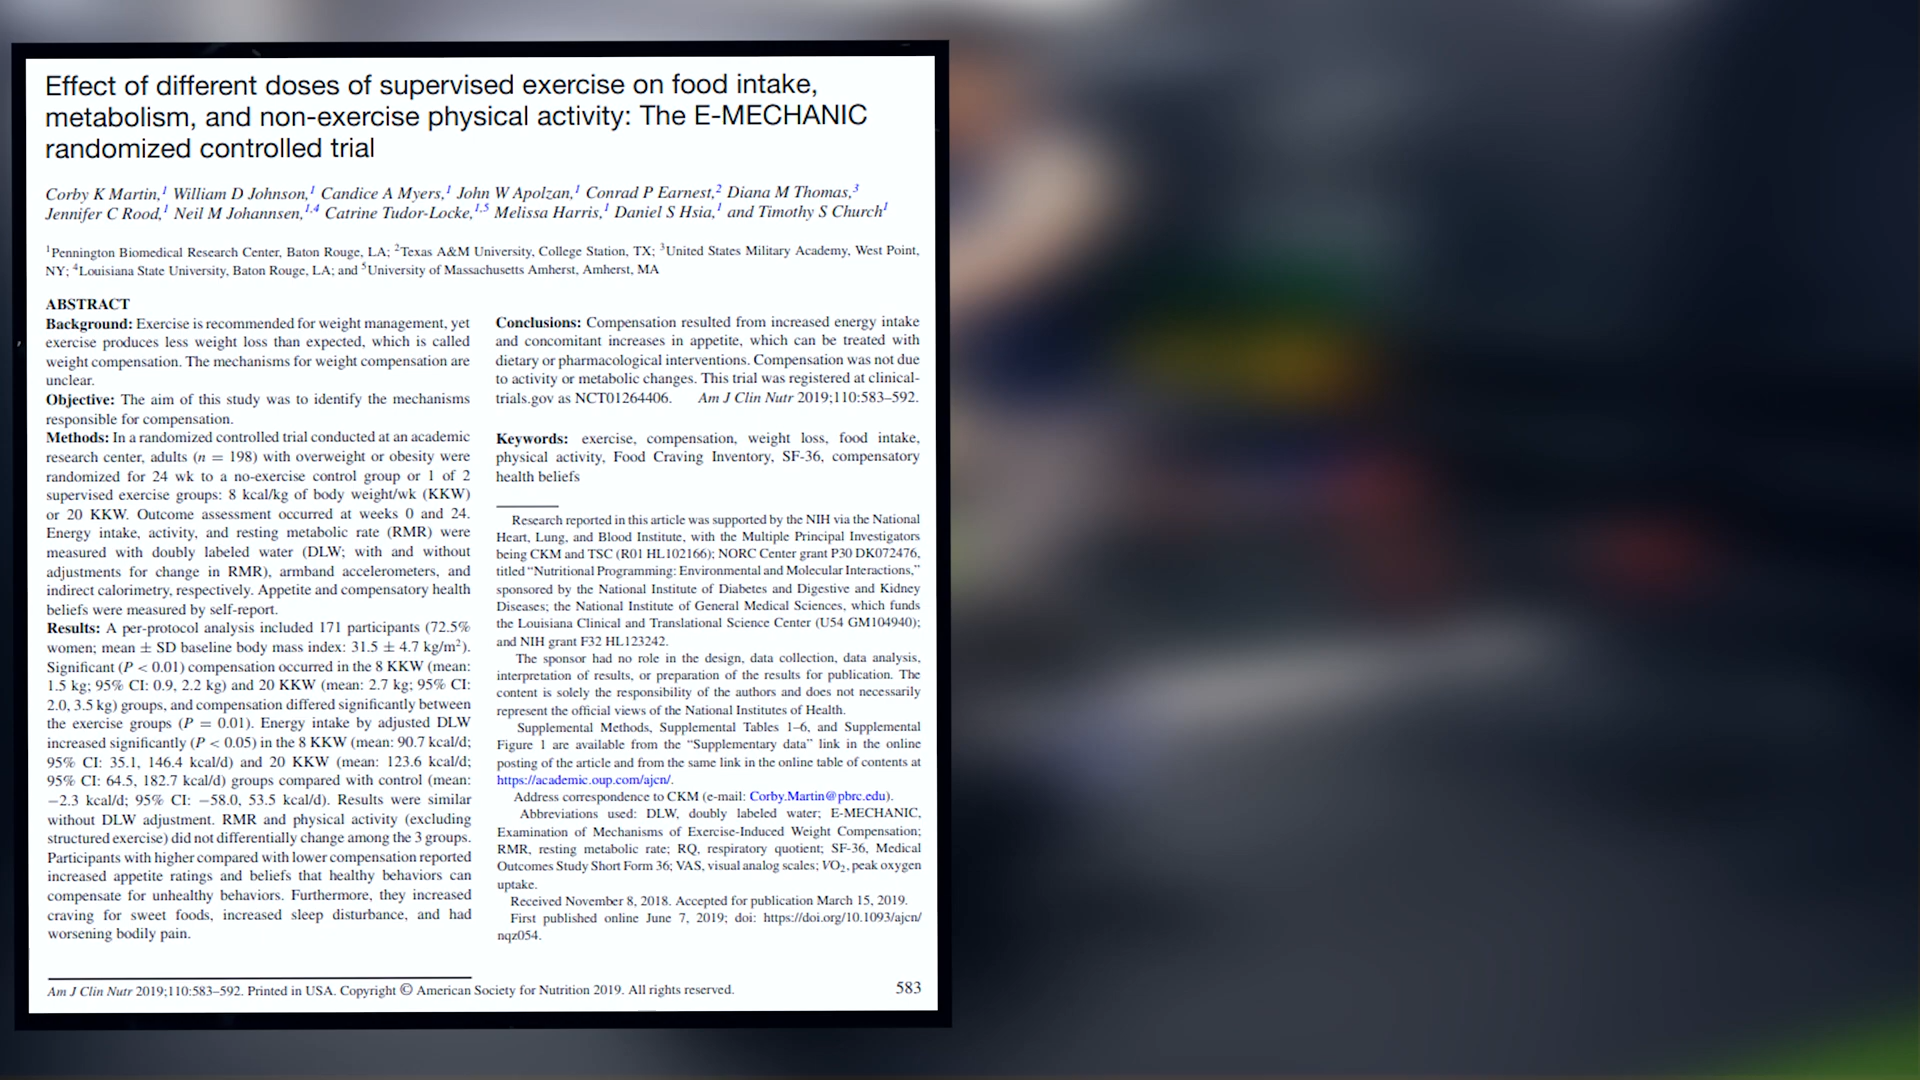 Effect of different doses of supervised exercise on food intake,
metabolism, and non-exercise physical activity: The E-MECHANIC
randomized controlled trial
Corby K Martin,1 William D Johnson,1 Candice A Myers,1 John W Apolzan,1 Conrad P Earnest,2 Diana M Thomas,3
Jennifer C Rood,1 Neil M Johannsen,1,4 Catrine Tudor-Locke,1,5 Melissa Harris,1 Daniel S Hsia,1 and Timothy S Church1
1Pennington Biomedical Research Center, Baton Rouge, LA; 2Texas A&M University, College Station, TX; 3United States Military Academy, West Point,
NY; 4Louisiana State University, Baton Rouge, LA; and 5University of Massachusetts Amherst, Amherst, MA
ABSTRACT
Background: Exercise is recommended for weight management, yet
exercise produces less weight loss than expected, which is called
weight compensation. The mechanisms for weight compensation are
unclear.
Objective: The aim of this study was to identify the mechanisms
responsible for compensation.
Methods: In a randomized controlled trial conducted at an academic
research center, adults (n = 198) with overweight or obesity were
randomized for 24 wk to a no-exercise control group or 1 of 2
supervised exercise groups: 8 kcal/kg of body weight/wk (KKW)
or 20 KKW. Outcome assessment occurred at weeks 0 and 24.
Energy intake, activity, and resting metabolic rate (RMR) were
measured with doubly labeled water (DLW; with and without
adjustments for change in RMR), armband accelerometers, and
indirect calorimetry, respectively. Appetite and compensatory health
beliefs were measured by self-report.
Results: A per-protocol analysis included 171 participants (72.5%
women; mean ± SD baseline body mass index: 31.5 ± 4.7 kg/m2).
Significant (P < 0.01) compensation occurred in the 8 KKW (mean:
1.5 kg; 95% CI: 0.9, 2.2 kg) and 20 KKW (mean: 2.7 kg; 95% CI:
2.0, 3.5 kg) groups, and compensation differed significantly between
the exercise groups (P = 0.01). Energy intake by adjusted DLW
increased significantly (P < 0.05) in the 8 KKW (mean: 90.7 kcal/d;
95% CI: 35.1, 146.4 kcal/d) and 20 KKW (mean: 123.6 kcal/d;
95% CI: 64.5, 182.7 kcal/d) groups compared with control (mean:
−2.3 kcal/d; 95% CI: −58.0, 53.5 kcal/d). Results were similar
without DLW adjustment. RMR and physical activity (excluding
structured exercise) did not differentially change among the 3 groups.
Participants with higher compared with lower compensation reported
increased appetite ratings and beliefs that healthy behaviors can
compensate for unhealthy behaviors. Furthermore, they increased
craving for sweet foods, increased sleep disturbance, and had
worsening bodily pain.
Conclusions: Compensation resulted from increased energy intake
and concomitant increases in appetite, which can be treated with
dietary or pharmacological interventions. Compensation was not due
to activity or metabolic changes. This trial was registered at clinical-
trials.gov as NCT01264406. Am J Clin Nutr 2019;110:583–592.
Keywords: exercise, compensation, weight loss, food intake,
physical activity, Food Craving Inventory, SF-36, compensatory
health beliefs
Research reported in this article was supported by the NIH via the National
Heart, Lung, and Blood Institute, with the Multiple Principal Investigators
being CKM and TSC (R01 HL102166); NORC Center grant P30 DK072476,
titled “Nutritional Programming: Environmental and Molecular Interactions,”
sponsored by the National Institute of Diabetes and Digestive and Kidney
Diseases; the National Institute of General Medical Sciences, which funds
the Louisiana Clinical and Translational Science Center (U54 GM104940);
and NIH grant F32 HL123242.
The sponsor had no role in the design, data collection, data analysis,
interpretation of results, or preparation of the results for publication. The
content is solely the responsibility of the authors and does not necessarily
represent the official views of the National Institutes of Health.
Supplemental Methods, Supplemental Tables 1–6, and Supplemental
Figure 1 are available from the “Supplementary data” link in the online
posting of the article and from the same link in the online table of contents at
https://academic.oup.com/ajcn/.
Address correspondence to CKM (e-mail: Corby.Martin@pbrc.edu).
Abbreviations used: DLW, doubly labeled water; E-MECHANIC,
Examination of Mechanisms of Exercise-Induced Weight Compensation;
RMR, resting metabolic rate; RQ, respiratory quotient; SF-36, Medical
Outcomes Study Short Form 36; VAS, visual analog scales; VO2, peak oxygen
uptake.
Received November 8, 2018. Accepted for publication March 15, 2019.
First published online June 7, 2019; doi: https://doi.org/10.1093/ajcn/
nqz054.
Am J Clin Nutr 2019;110:583–592. Printed in USA. Copyright © American Society for Nutrition 2019. All rights reserved.
583